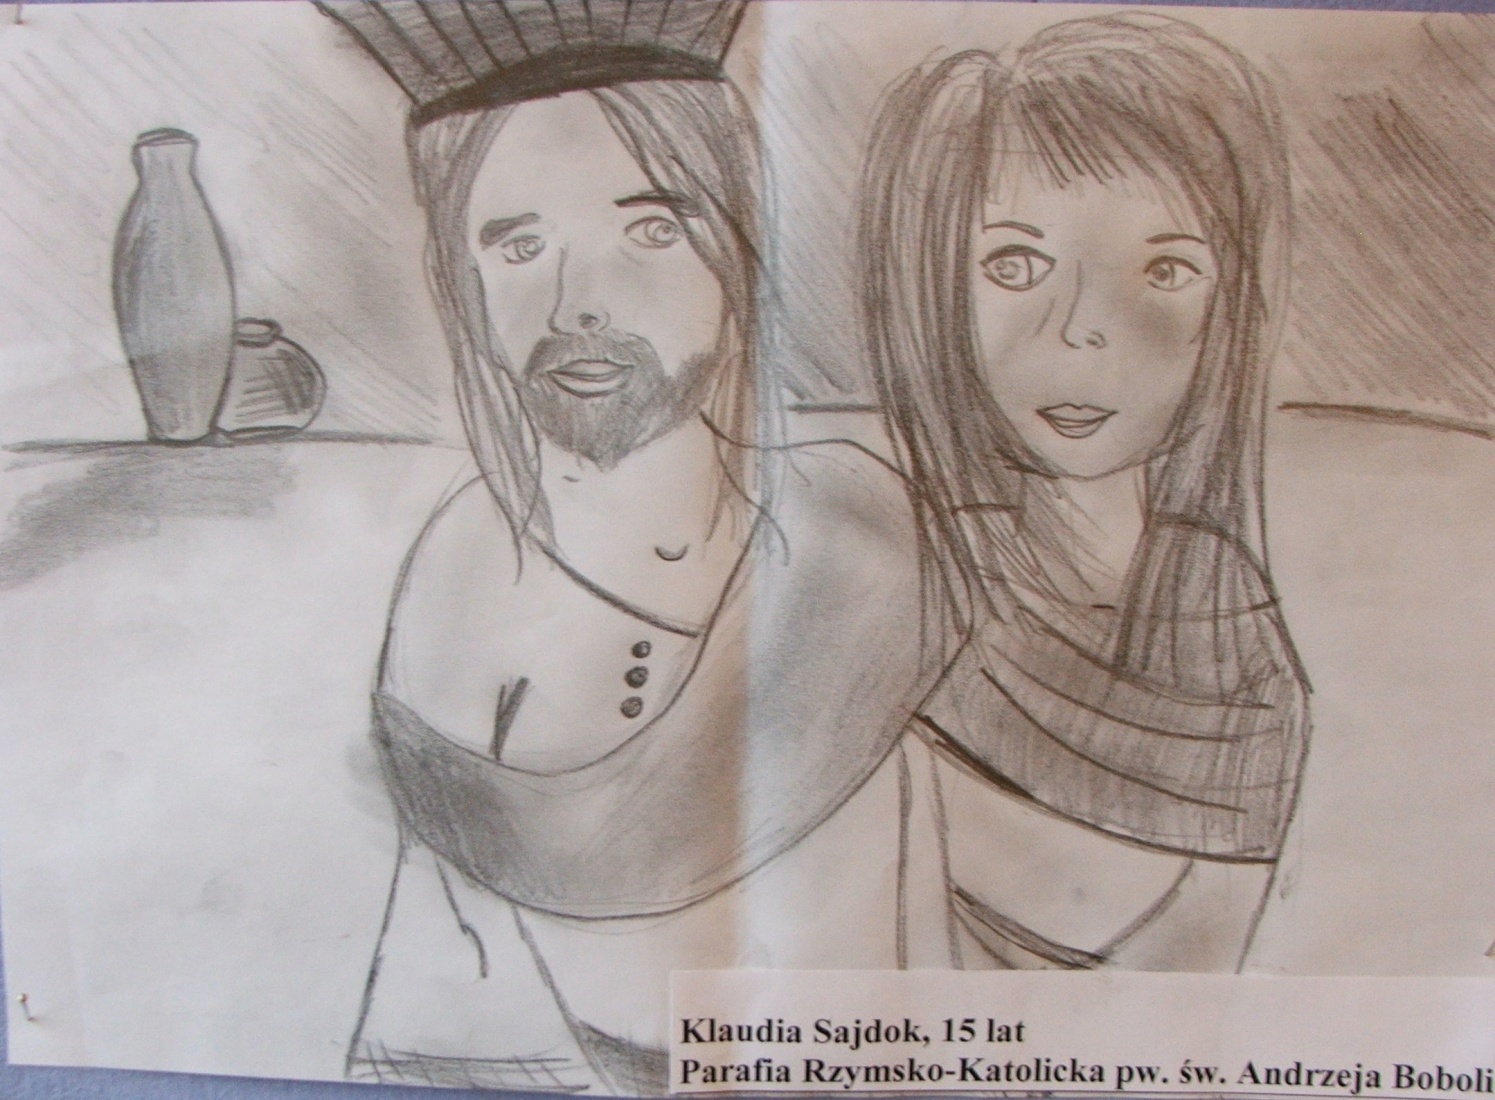 Klaudia Sajdok, 15 lat
Parafia Rzymsko-Katolicka pw. św. Andrzeja Boboli